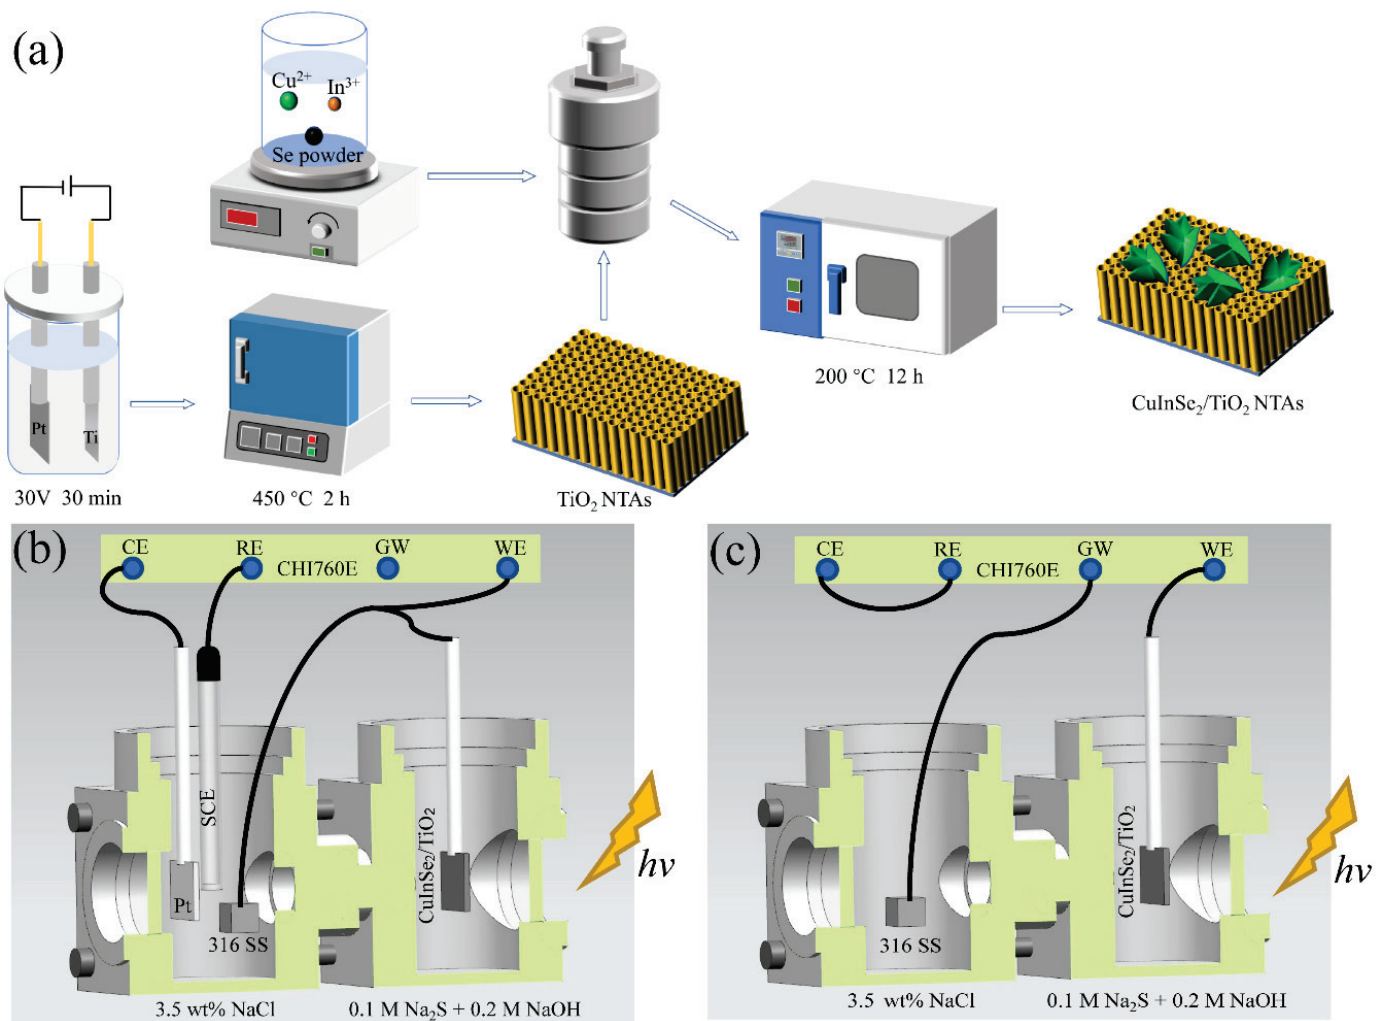 (a)
Cu²⁺
In³⁺
Se powder
Pt
Ti
30V 30 min
450 °C 2 h
TiO₂ NTAs
200 °C 12 h
CuInSe₂/TiO₂ NTAs
(b)
CE
RE
CHI760E
GW
WE
SCE
Pt
316 SS
CuInSe₂/TiO₂
hν
3.5 wt% NaCl
0.1 M Na₂S + 0.2 M NaOH
(c)
CE
RE
CHI760E
GW
WE
316 SS
CuInSe₂/TiO₂
hν
3.5 wt% NaCl
0.1 M Na₂S + 0.2 M NaOH